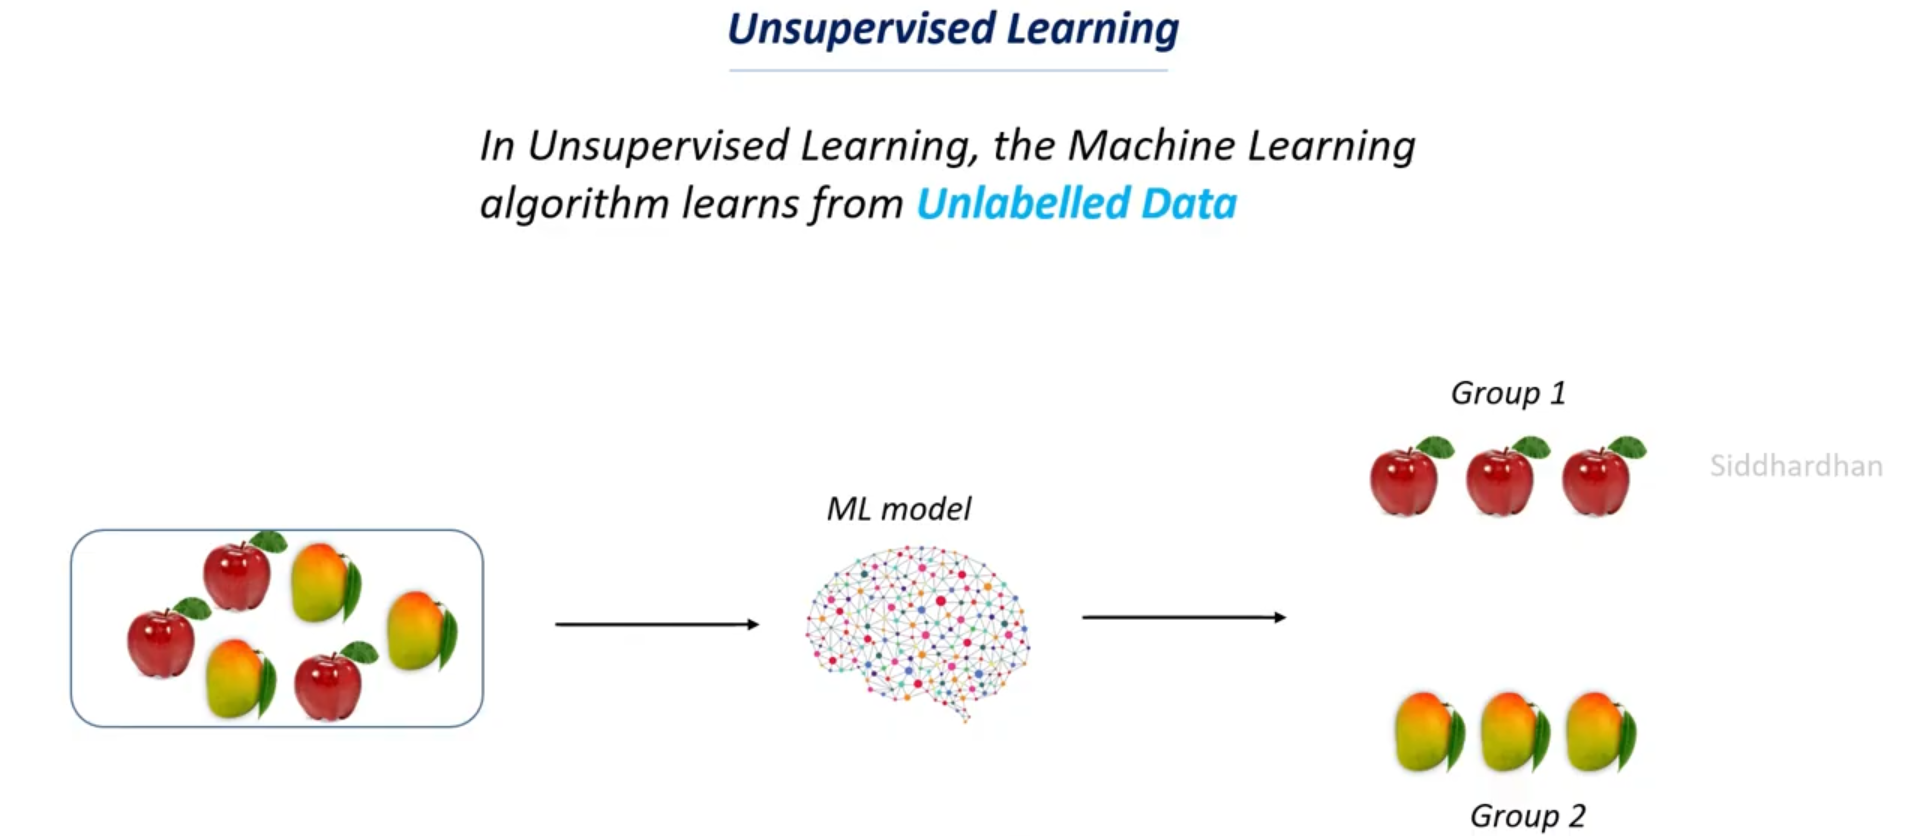 Unsupervised Learning
In Unsupervised Learning, the Machine Learning
algorithm learns from Unlabelled Data
Group 1
Siddhardhan
ML model
Group 2